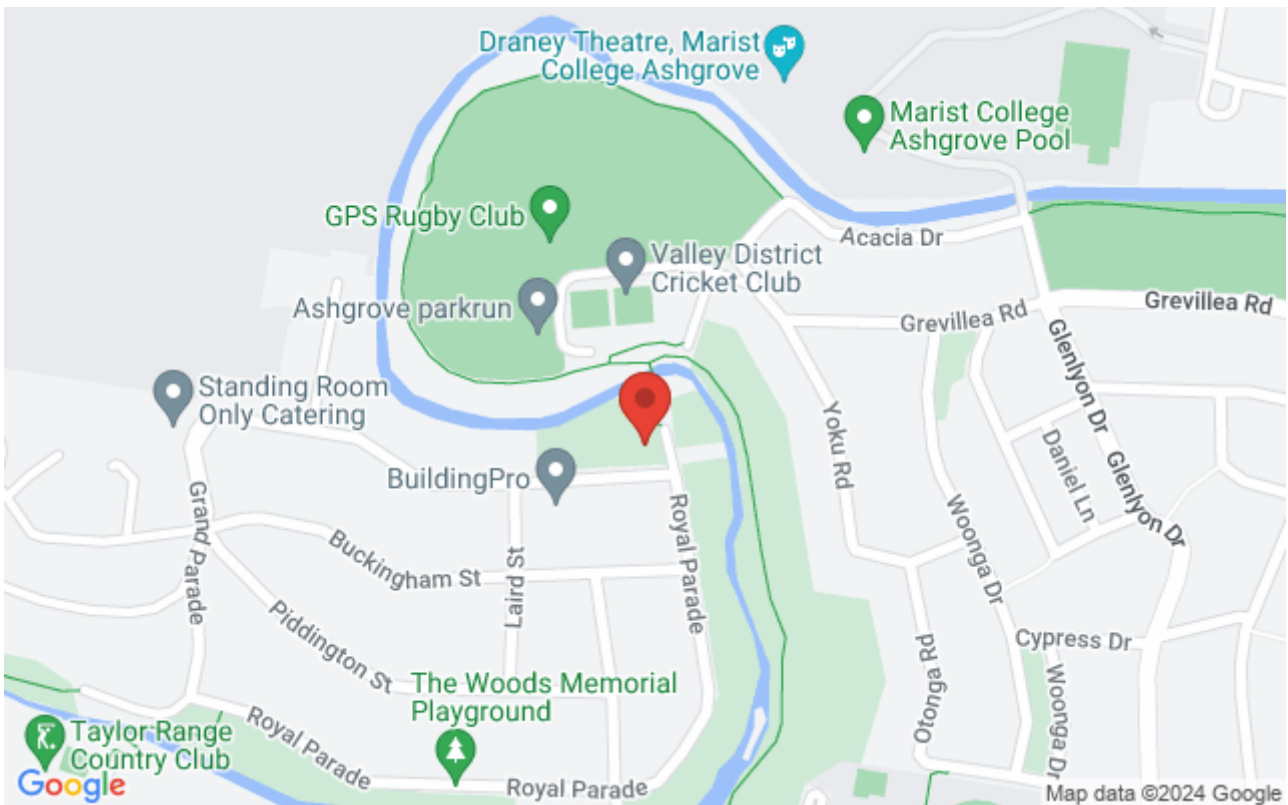 Draney Theatre, Marist
College Ashgrove
Marist College
Ashgrove Pool
GPS Rugby Club
Acacia Dr
Valley District
Cricket Club
Ashgrove parkrun
Grevillea Rd
Grevillea Rd
Standing Room
Only Catering
Glenlyon Dr
Yoku Rd
Daniel Ln
BuildingPro
Glenlyon Dr
Grand Parade
Royal Parade
Woonga Dr
Buckingham St
Laird St
Piddington St
Cypress Dr
Otonga Rd
Woonga Dr
The Woods Memorial
Playground
Royal Parade
Taylor Range
Country Club
Royal Parade
Google
Map data ©2024 Google